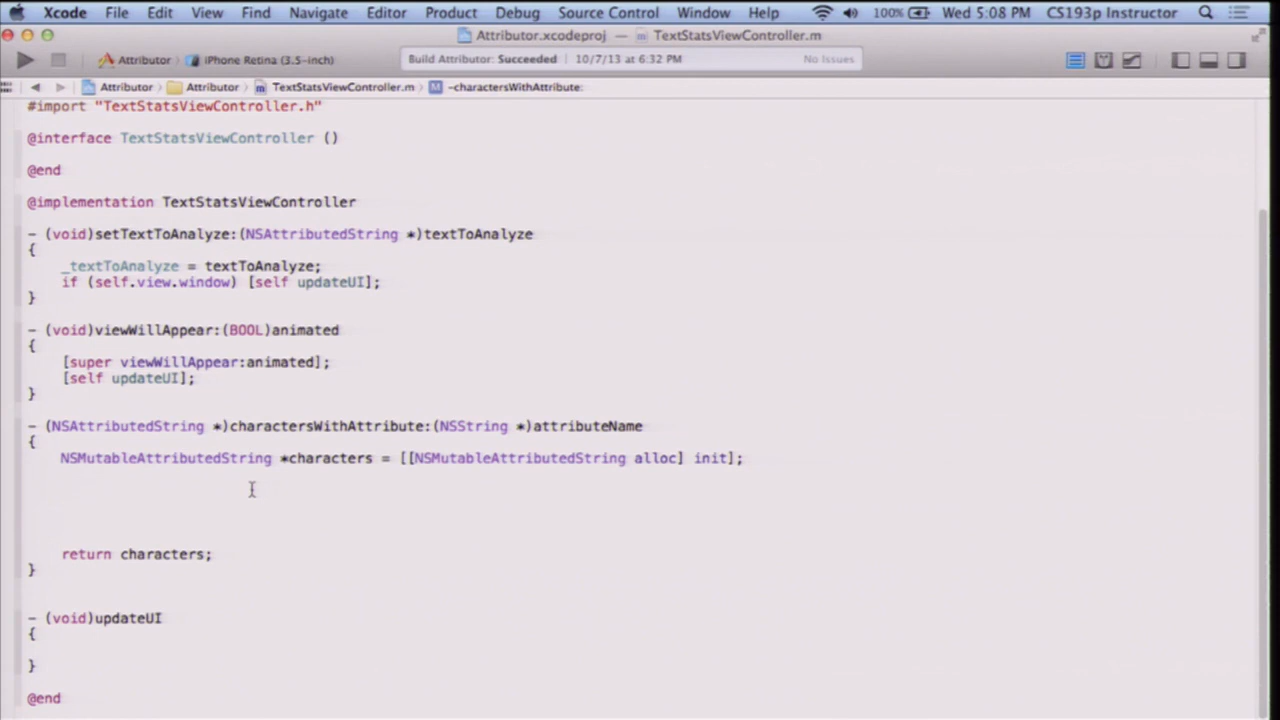 Xcode File Edit View Find Navigate Editor Product Debug Source Control Window Help 100% Wed 5:08 PM CS193p Instructor
Attributor.xcodeproj — TextStatsViewController.m
Attributor iPhone Retina (3.5-inch) Build Attributor: Succeeded 10/7/13 at 6:32 PM No Issues
Attributor Attributor TextStatsViewController.m M -charactersWithAttribute:
#import "TextStatsViewController.h"
@interface TextStatsViewController ()
@end
@implementation TextStatsViewController
- (void)setTextToAnalyze:(NSAttributedString *)textToAnalyze
{
_textToAnalyze = textToAnalyze;
if (self.view.window) [self updateUI];
}
- (void)viewWillAppear:(BOOL)animated
{
[super viewWillAppear:animated];
[self updateUI];
}
- (NSAttributedString *)charactersWithAttribute:(NSString *)attributeName
{
NSMutableAttributedString *characters = [[NSMutableAttributedString alloc] init];
return characters;
}
- (void)updateUI
{
}
@end